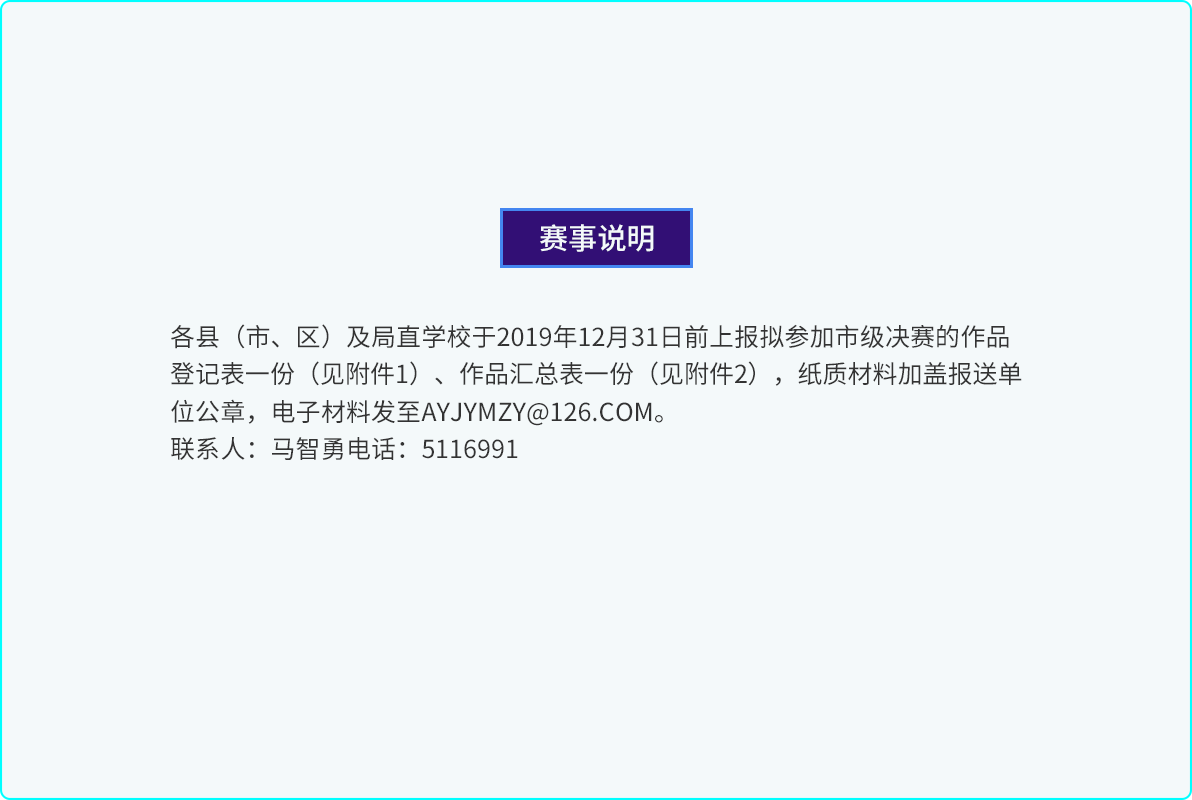 赛事说明
各县（市、区）及局直学校于2019年12月31日前上报拟参加市级决赛的作品
登记表一份（见附件1）、作品汇总表一份（见附件2），纸质材料加盖报送单
位公章，电子材料发至AYJYMZY@126.COM。
联系人：马智勇电话：5116991